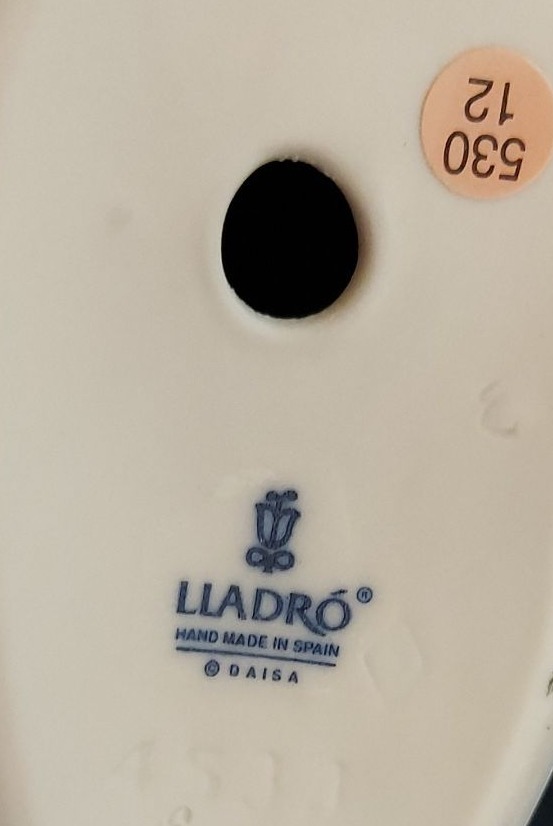 530
12
LLADRÓ®
HAND MADE IN SPAIN
© DAISA